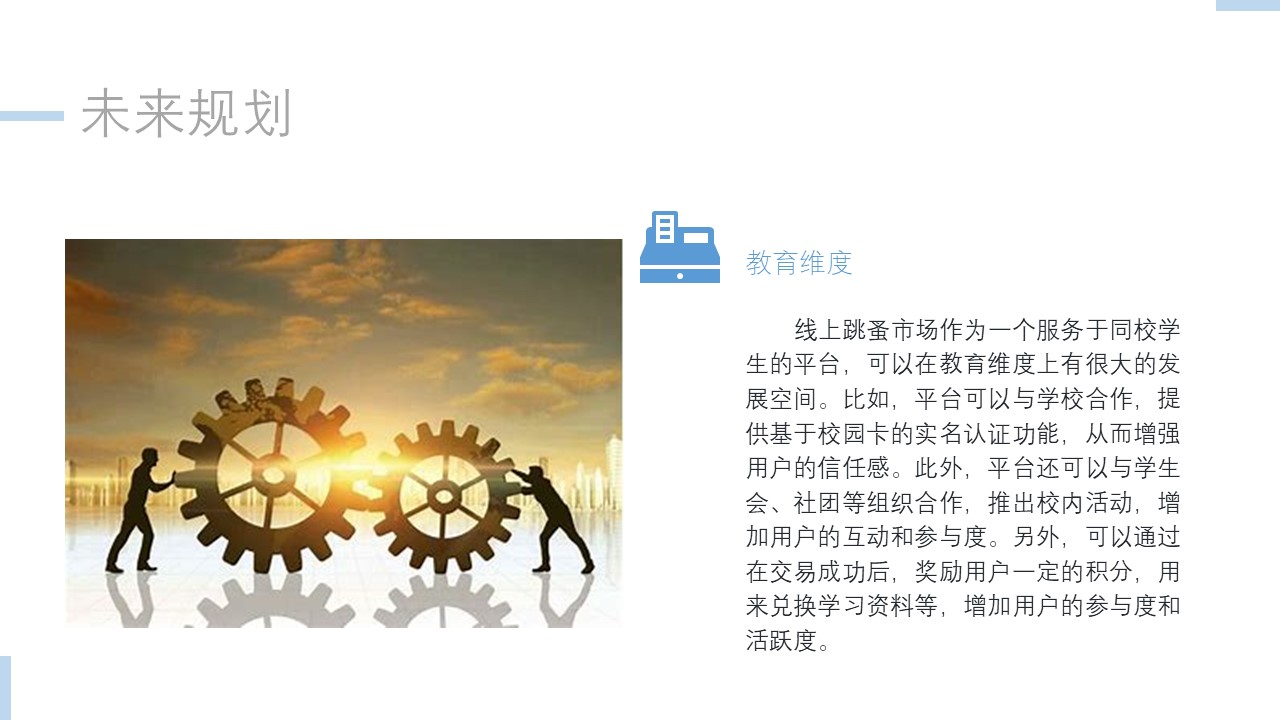 未来规划
教育维度
线上跳蚤市场作为一个服务于同校学
生的平台，可以在教育维度上有很大的发
展空间。比如，平台可以与学校合作，提
供基于校园卡的实名认证功能，从而增强
用户的信任感。此外，平台还可以与学生
会、社团等组织合作，推出校内活动，增
加用户的互动和参与度。另外，可以通过
在交易成功后，奖励用户一定的积分，用
来兑换学习资料等，增加用户的参与度和
活跃度。